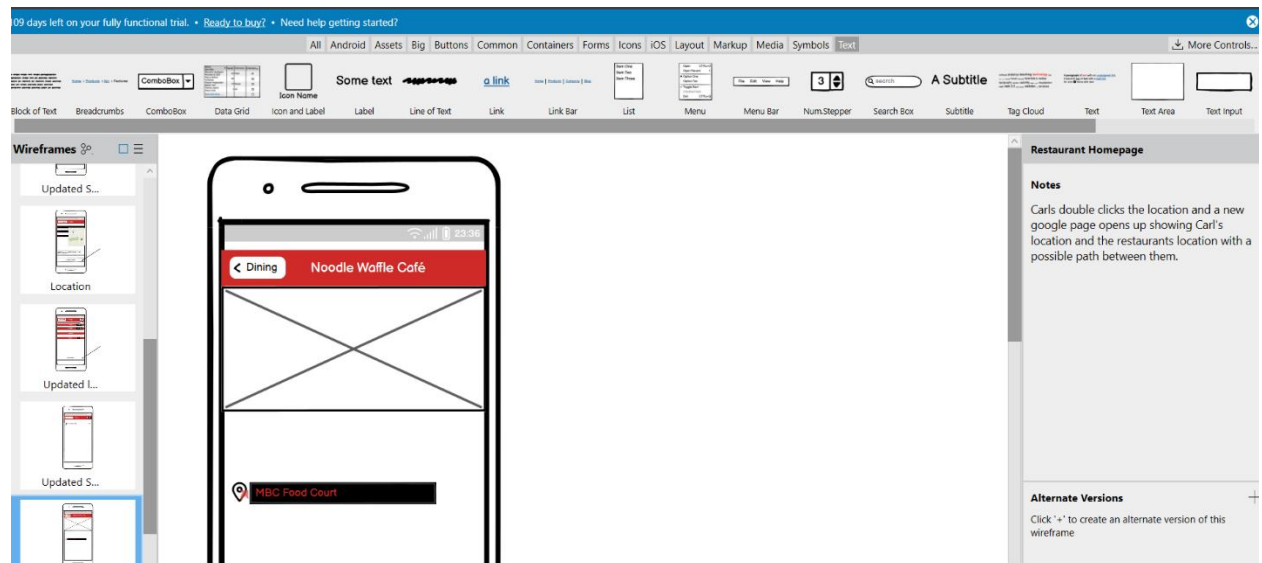 109 days left on your fully functional trial. • Ready to buy? • Need help getting started?
All Android Assets Big Buttons Common Containers Forms Icons iOS Layout Markup Media Symbols Text
More Controls...
ComboBox
Icon Name
Some text
a link
3
search
A Subtitle
Block of Text Breadcrumbs ComboBox Data Grid Icon and Label Label Line of Text Link Link Bar List Menu Menu Bar Num.Stepper Search Box Subtitle Tag Cloud Text Text Area Text Input
Wireframes
Updated S...
Location
Updated l...
Updated S...
23:36
Dining
Noodle Waffle Café
MBC Food Court
Restaurant Homepage
Notes
Carls double clicks the location and a new
google page opens up showing Carl's
location and the restaurants location with a
possible path between them.
Alternate Versions
Click '+' to create an alternate version of this
wireframe